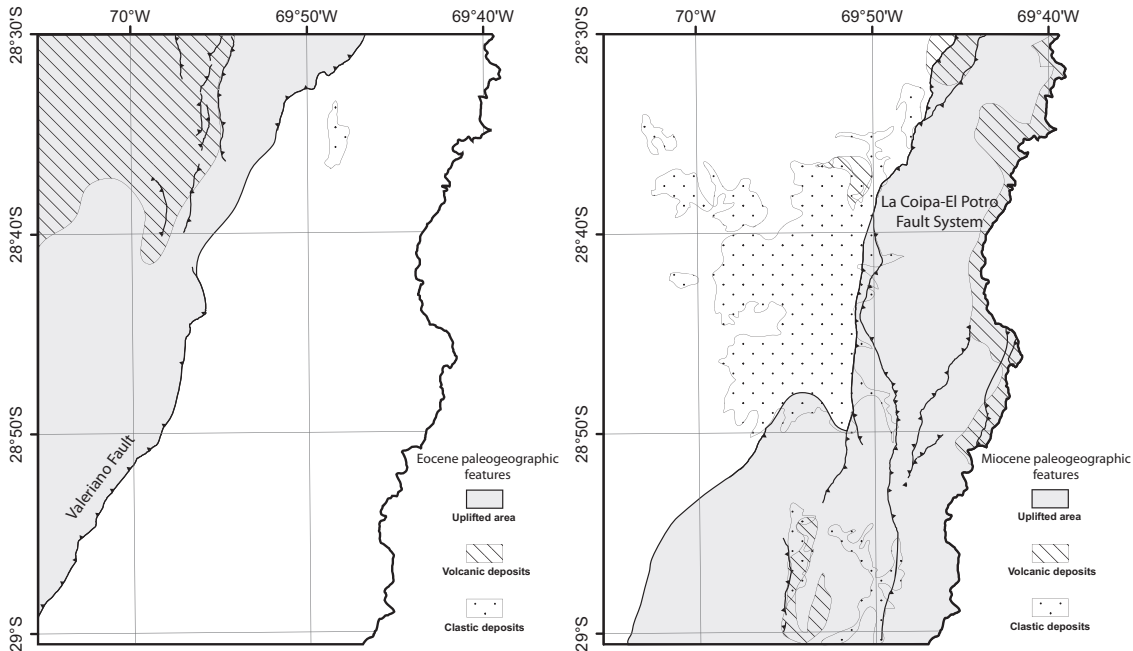 70°W
69°50'W
69°40'W
28°30'S
28°40'S
28°50'S
29°S
Valeriano Fault
Eocene paleogeographic
features
Uplifted area
Volcanic deposits
Clastic deposits
70°W
69°50'W
69°40'W
28°30'S
28°40'S
28°50'S
29°S
La Coipa-El Potro
Fault System
Miocene paleogeographic
features
Uplifted area
Volcanic deposits
Clastic deposits